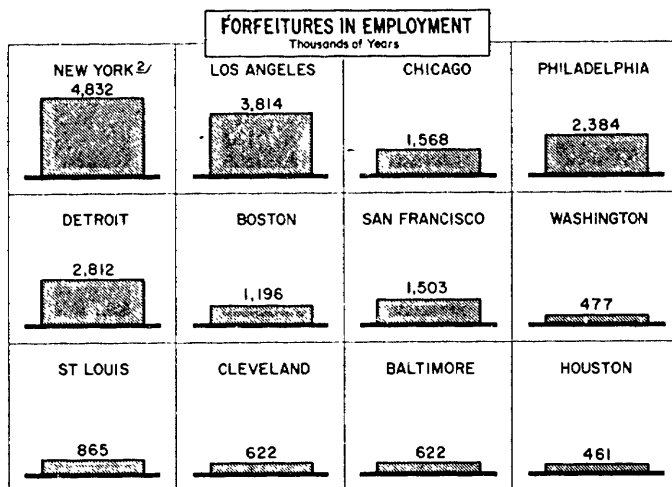 FORFEITURES IN EMPLOYMENT
Thousands of Years
NEW YORK 2/
4,832
LOS ANGELES
3,814
CHICAGO
1,568
PHILADELPHIA
2,384
DETROIT
2,812
BOSTON
1,196
SAN FRANCISCO
1,503
WASHINGTON
477
ST LOUIS
865
CLEVELAND
622
BALTIMORE
622
HOUSTON
461